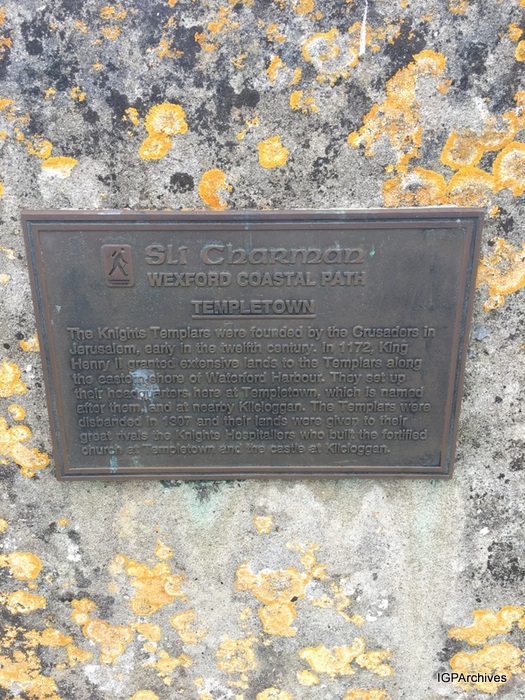 Slí Charman
WEXFORD COASTAL PATH
TEMPLETOWN
The Knights Templars were founded by the Crusaders in
Jerusalem, early in the twelfth century. In 1172, King
Henry II granted extensive lands to the Templars along
the eastern shore of Waterford Harbour. They set up
their headquarters here at Templetown, which is named
after them, and at nearby Kilcloggan. The Templars were
disbanded in 1307 and their lands were given to their
great rivals the Knights Hospitallers who built the fortified
church at Templetown and the castle at Kilcloggan.
IGPArchives